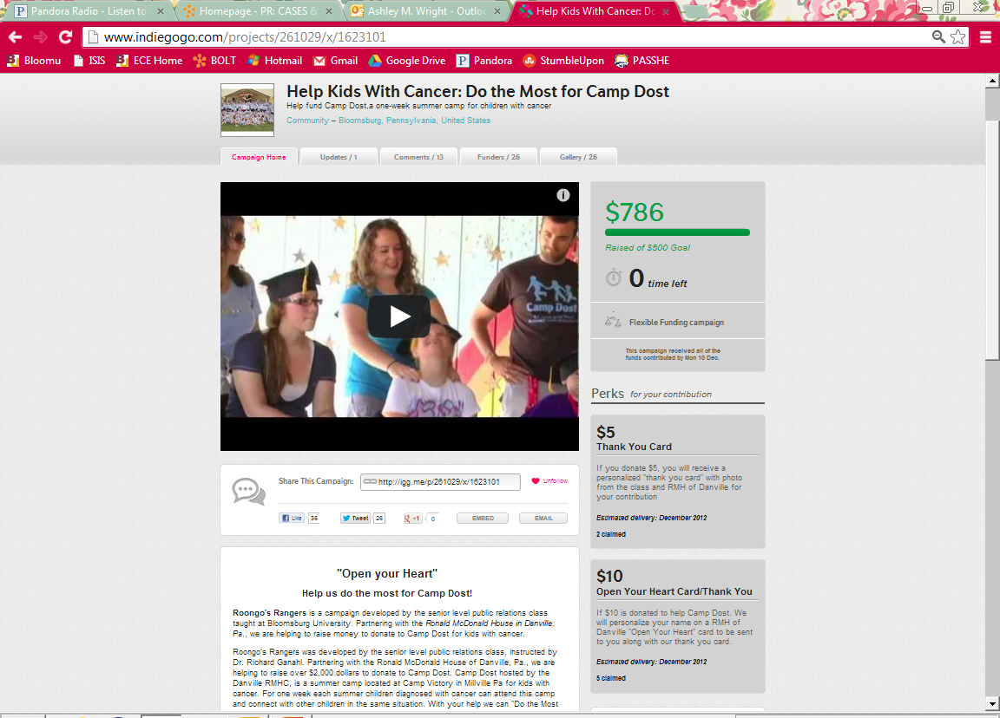 Pandora Radio - Listen to
Homepage - PR: CASES &
Ashley M. Wright - Outloo
Help Kids With Cancer: Do
www.indiegogo.com/projects/261029/x/1623101
Bloomu
ISIS
ECE Home
BOLT
Hotmail
Gmail
Google Drive
Pandora
StumbleUpon
PASSHE
Help Kids With Cancer: Do the Most for Camp Dost
Help fund Camp Dost,a one-week summer camp for children with cancer
Community – Bloomsburg, Pennsylvania, United States
Campaign Home
Updates / 1
Comments / 13
Funders / 26
Gallery / 26
Camp Dost
Share This Campaign:
http://igg.me/p/261029/x/1623101
Unfollow
Like
56
Tweet
26
+1
0
EMBED
EMAIL
"Open your Heart"
Help us do the most for Camp Dost!
Roongo's Rangers is a campaign developed by the senior level public relations class
taught at Bloomsburg University. Partnering with the Ronald McDonald House in Danville,
Pa., we are helping to raise money to donate to Camp Dost for kids with cancer.
Roongo's Rangers was developed by the senior level public relations class, instructed by
Dr. Richard Ganahl. Partnering with the Ronald McDonald House of Danville, Pa., we are
helping to raise over $2,000 dollars to donate to Camp Dost. Camp Dost hosted by the
Danville RMHC, is a summer camp located at Camp Victory in Millville Pa for kids with
cancer. For one week each summer children diagnosed with cancer can attend this camp
and connect with other children in the same situation. With your help we can "Do the Most
$786
Raised of $500 Goal
0 time left
Flexible Funding campaign
This campaign received all of the
funds contributed by Mon 10 Dec.
Perks for your contribution
$5
Thank You Card
If you donate $5, you will receive a
personalized "thank you card" with photo
from the class and RMH of Danville for
your contribution
Estimated delivery: December 2012
2 claimed
$10
Open Your Heart Card/Thank You
If $10 is donated to help Camp Dost. We
will personalize your name on a RMH of
Danville "Open Your Heart" card to be sent
to you along with our thank you card.
Estimated delivery: December 2012
5 claimed